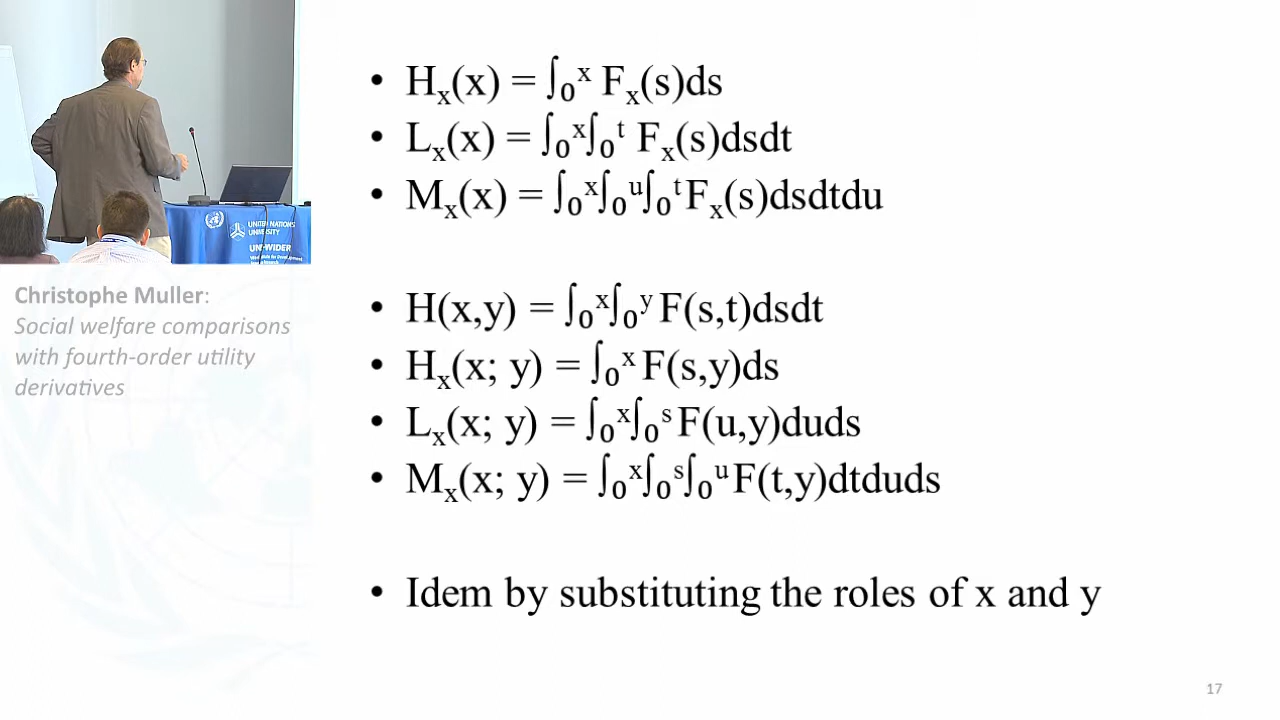 • Hₓ(x) = ∫₀ˣ Fₓ(s)ds
• Lₓ(x) = ∫₀ˣ∫₀ᵗ Fₓ(s)dsdt
• Mₓ(x) = ∫₀ˣ∫₀ᵘ∫₀ᵗFₓ(s)dsdtdu
• H(x,y) = ∫₀ˣ∫₀ʸ F(s,t)dsdt
• Hₓ(x; y) = ∫₀ˣ F(s,y)ds
• Lₓ(x; y) = ∫₀ˣ∫₀ˢ F(u,y)duds
• Mₓ(x; y) = ∫₀ˣ∫₀ˢ∫₀ᵘF(t,y)dtduds
• Idem by substituting the roles of x and y
UNITED NATIONS
UNIVERSITY
UNU-WIDER
Christophe Muller:
Social welfare comparisons
with fourth-order utility
derivatives
17